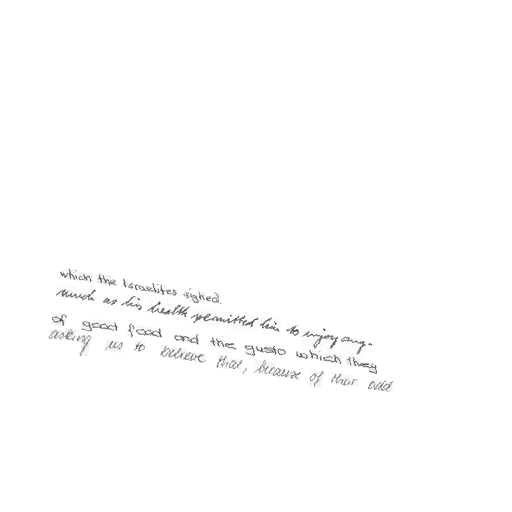 which the Israelites sighed.
much as his health permitted him to enjoy any-
of good food and the gusto which they
asking us to believe that, because of their odd